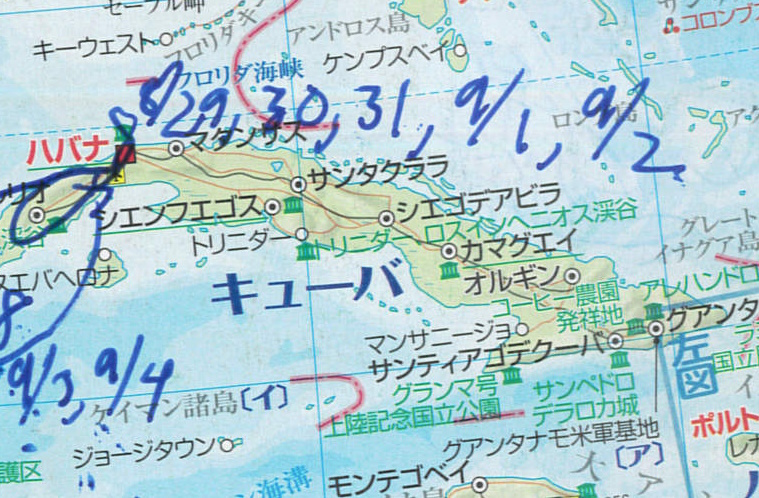 セーブル岬
キーウェスト
フロリダキー
アンドロス島
ケンプスベイ
コロンブ
フロリダ海峡
8/29, 30, 31, 9/1, 9/2
ハバナ
マタンサス
ロン
島
アク
リオ
サンタクララ
シエンフエゴス
シエゴデアビラ
トリニダー
トリニダー ロスインヘニオス渓谷
グレート
イナグア島
カマグエイ
エバヘロナ
キューバ
オルギン
アレハンドロ
コーヒー農園
発祥地
グアンタ
マンサニージョ
サンティアゴデクーバ
左図
国立
9/3, 9/4
グランマ号
上陸記念国立公園
サンペドロ
デラロカ城
ケイマン諸島〔イ〕
ポルト
グアンタナモ米軍基地
〔ア〕
ジョージタウン
護区
ン海溝
モンテゴベイ